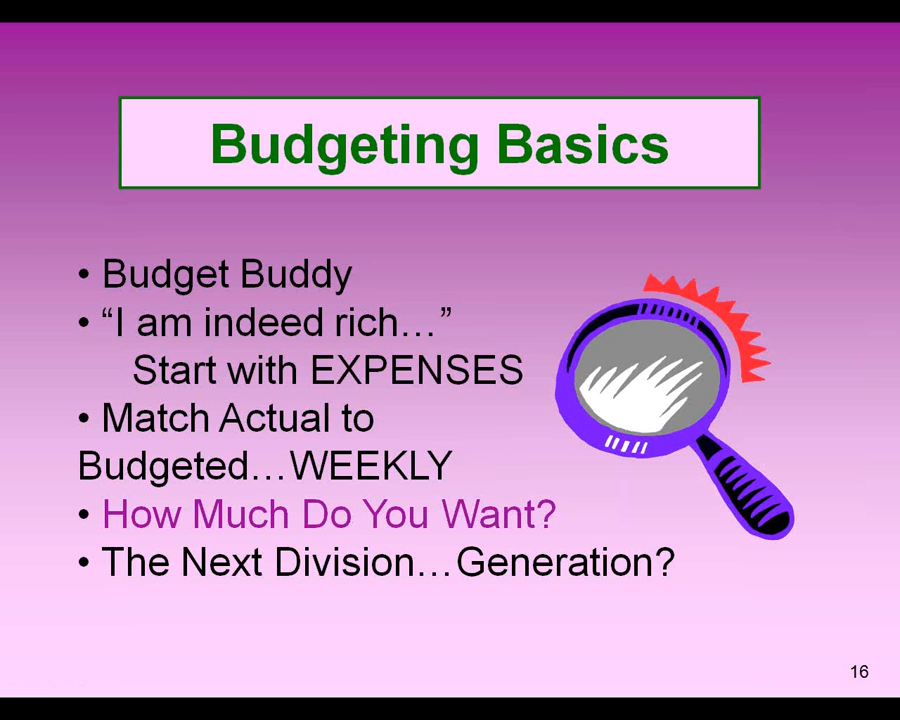 Budgeting Basics
• Budget Buddy
• “I am indeed rich…”
Start with EXPENSES
• Match Actual to
Budgeted…WEEKLY
• How Much Do You Want?
• The Next Division…Generation?
16